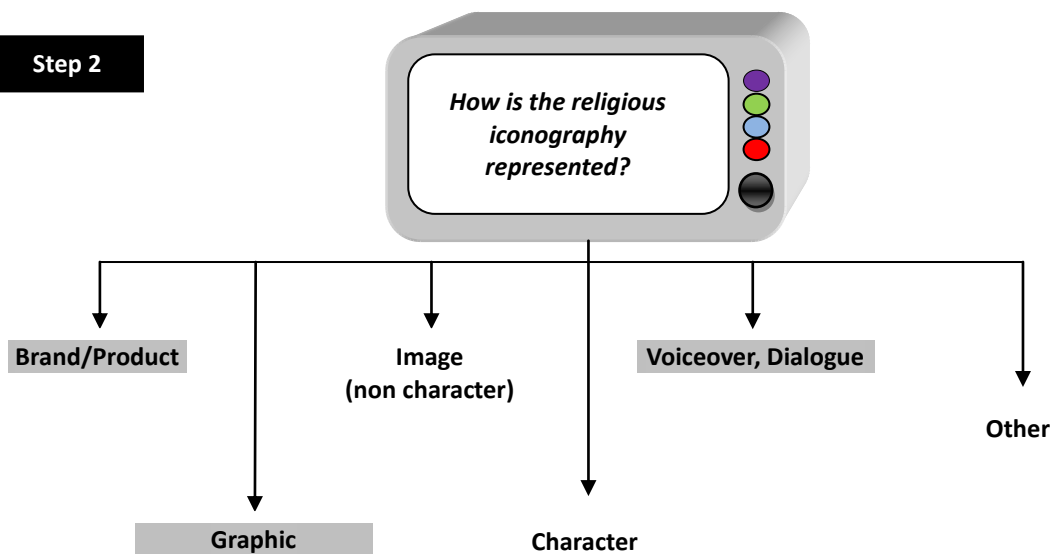 Step 2
How is the religious
iconography
represented?
Brand/Product
Image
(non character)
Voiceover, Dialogue
Other
Graphic
Character